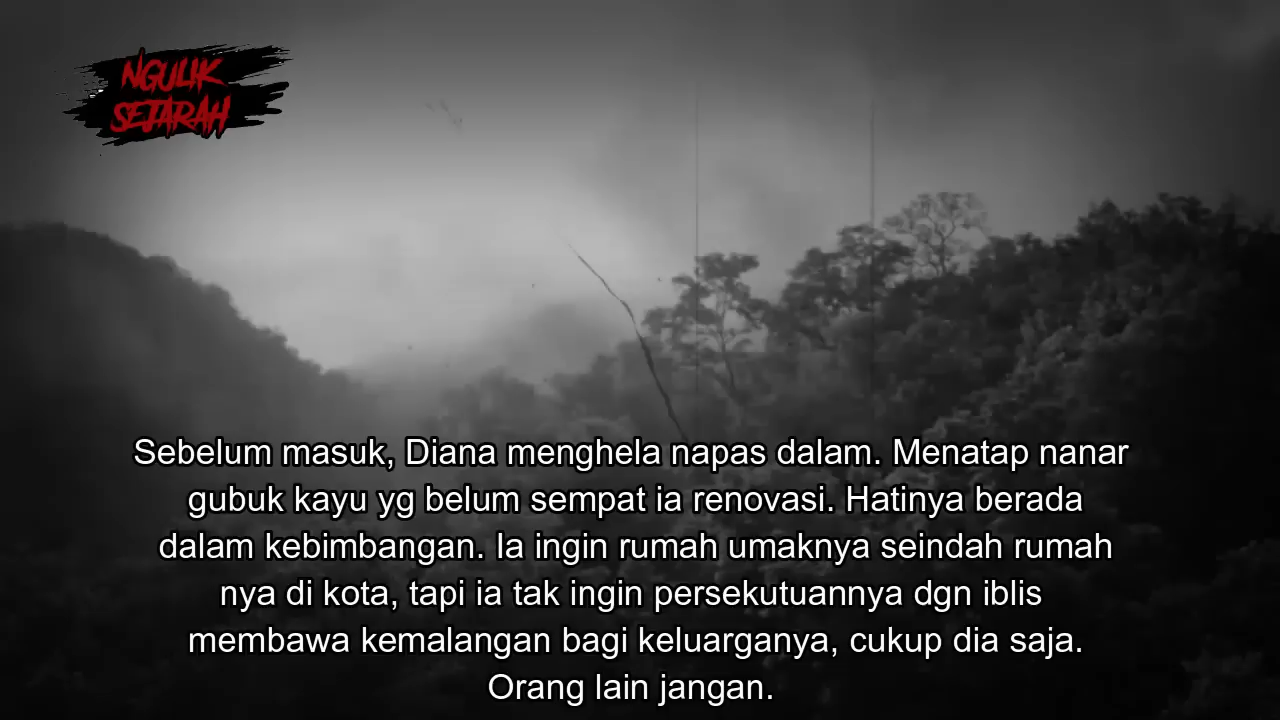 NGULIK
SEJARAH
Sebelum masuk, Diana menghela napas dalam. Menatap nanar
gubuk kayu yg belum sempat ia renovasi. Hatinya berada
dalam kebimbangan. Ia ingin rumah umaknya seindah rumah
nya di kota, tapi ia tak ingin persekutuannya dgn iblis
membawa kemalangan bagi keluarganya, cukup dia saja.
Orang lain jangan.